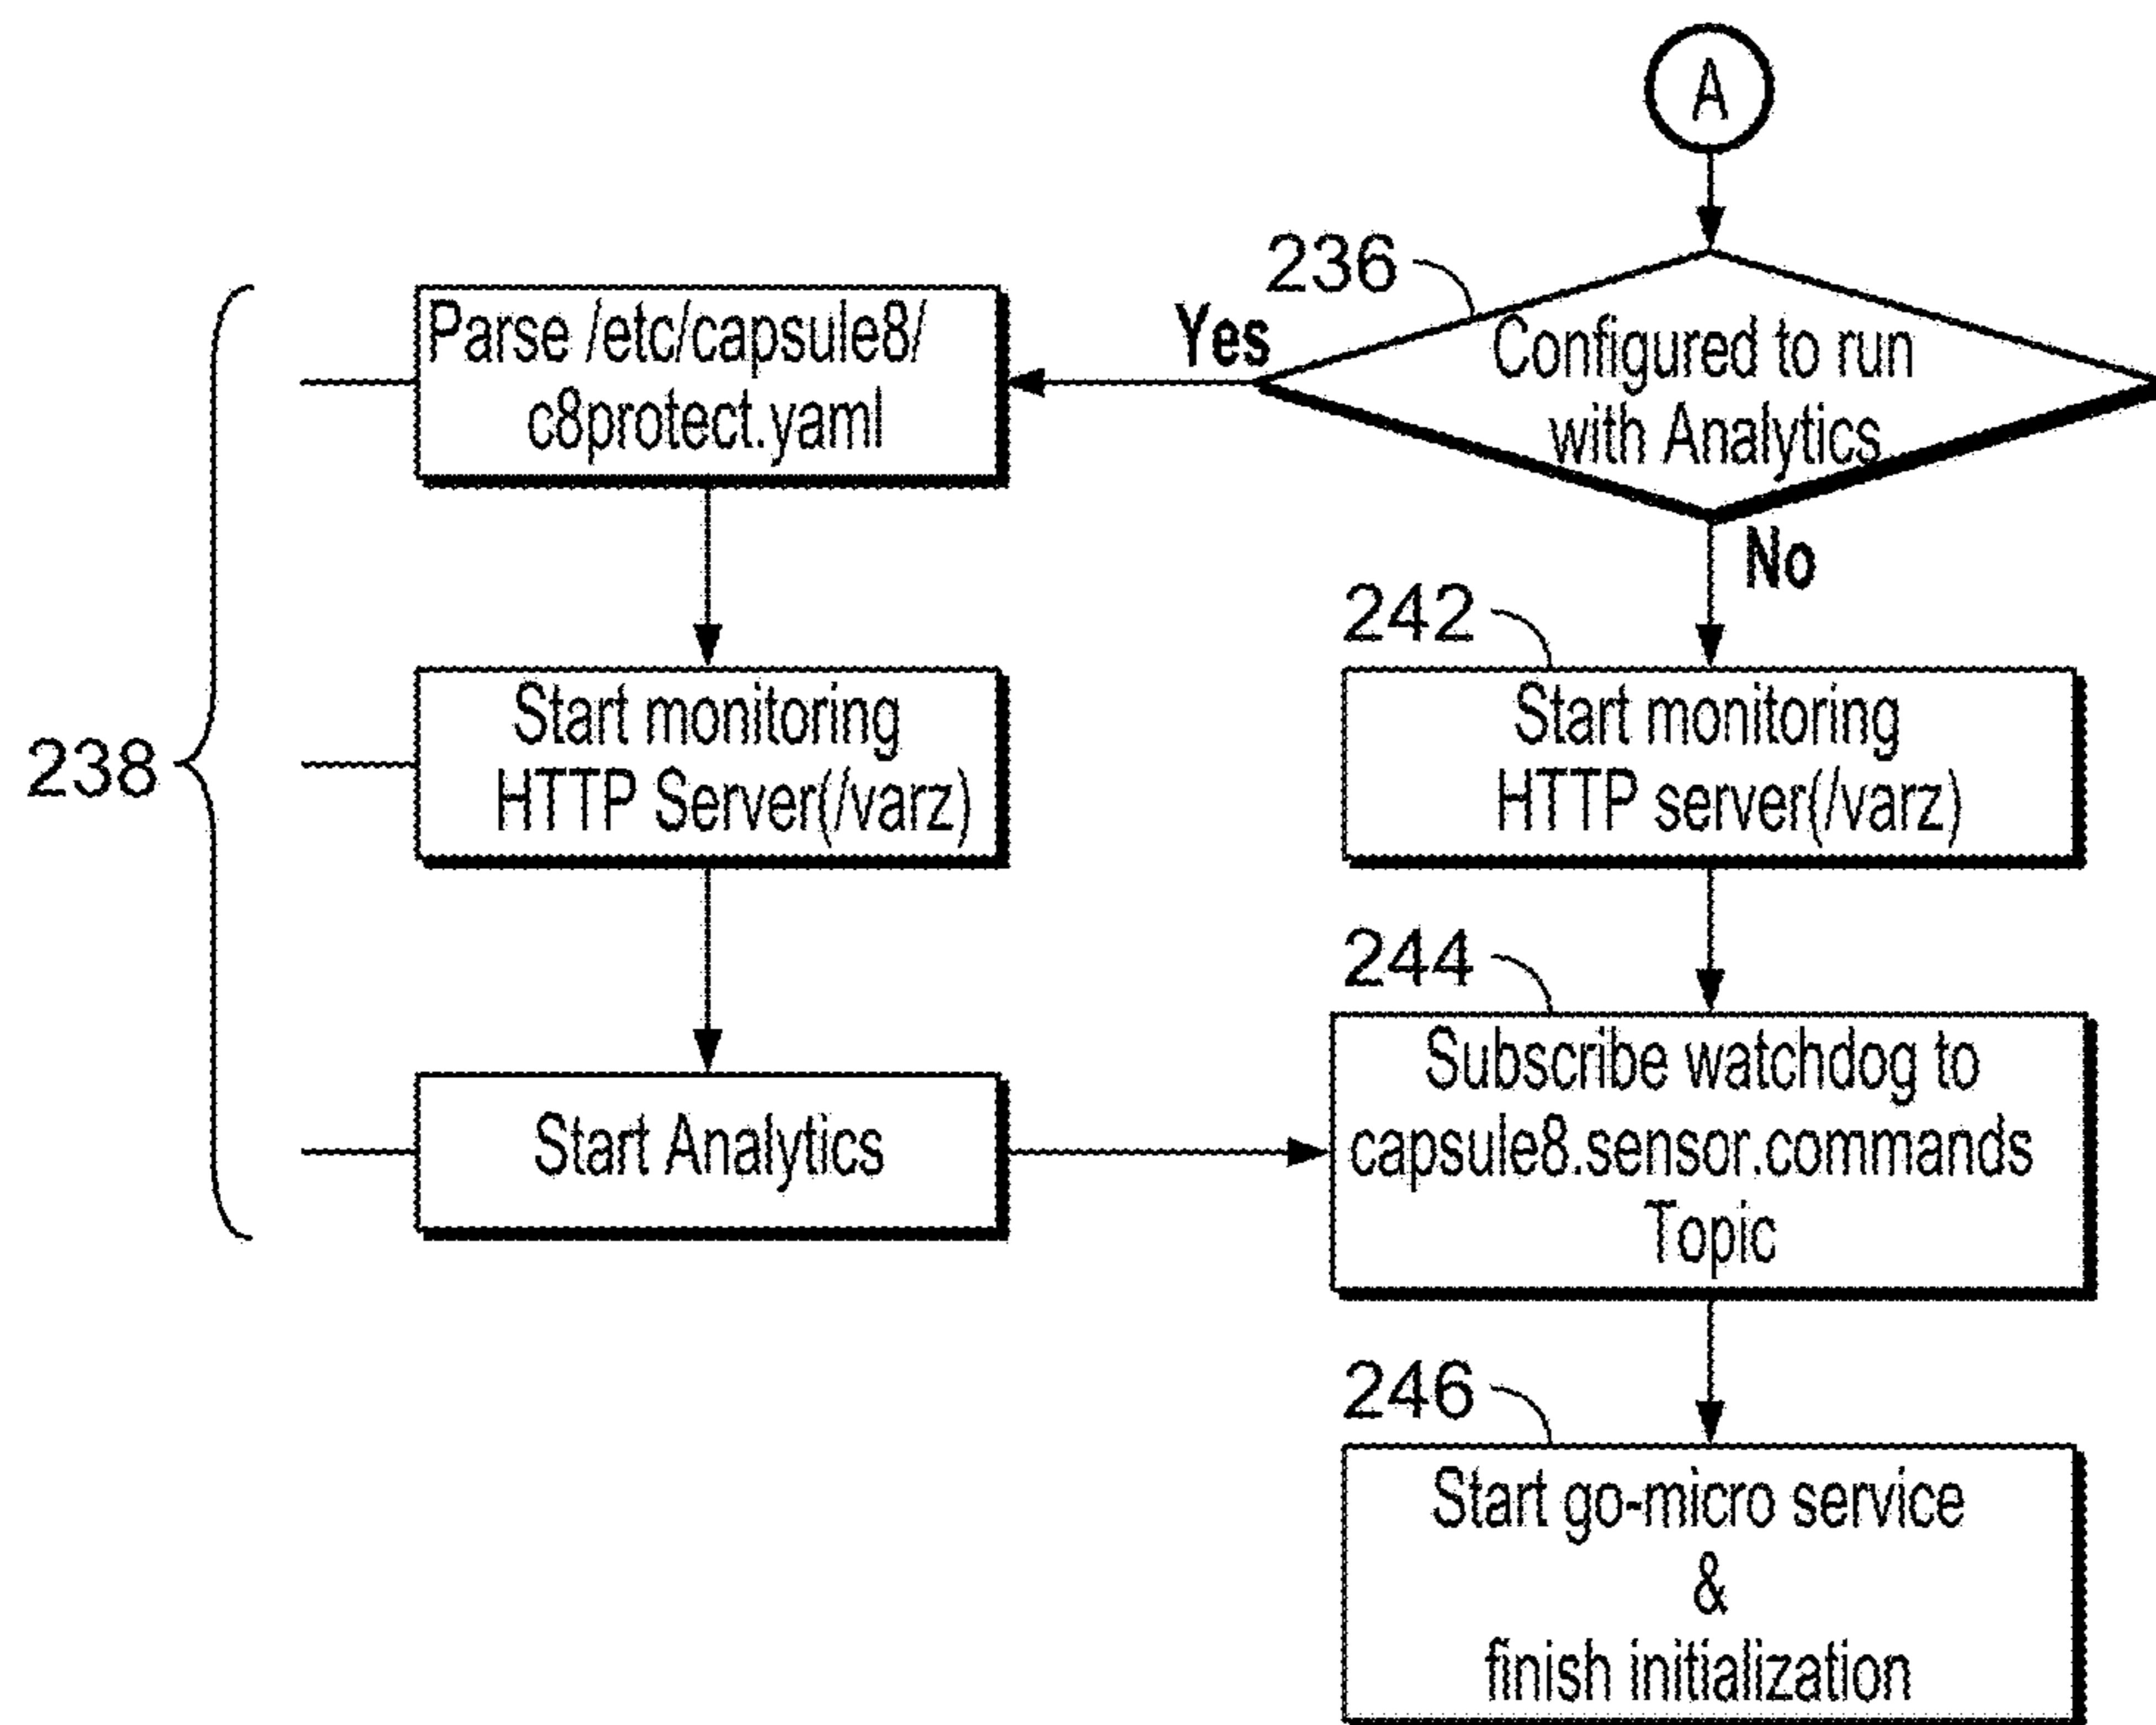 A
236
Configured to run
with Analytics
Yes
No
238
Parse /etc/capsule8/
c8protect.yaml
Start monitoring
HTTP Server(/varz)
Start Analytics
242
Start monitoring
HTTP server(/varz)
244
Subscribe watchdog to
capsule8.sensor.commands
Topic
246
Start go-micro service
&
finish initialization